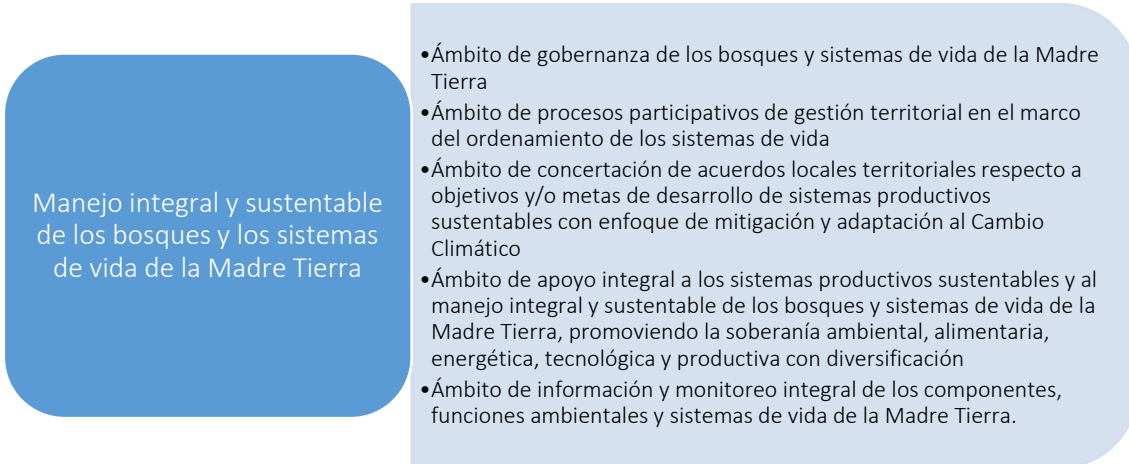 Manejo integral y sustentable
de los bosques y los sistemas
de vida de la Madre Tierra
•Ámbito de gobernanza de los bosques y sistemas de vida de la Madre
Tierra
•Ámbito de procesos participativos de gestión territorial en el marco
del ordenamiento de los sistemas de vida
•Ámbito de concertación de acuerdos locales territoriales respecto a
objetivos y/o metas de desarrollo de sistemas productivos
sustentables con enfoque de mitigación y adaptación al Cambio
Climático
•Ámbito de apoyo integral a los sistemas productivos sustentables y al
manejo integral y sustentable de los bosques y sistemas de vida de la
Madre Tierra, promoviendo la soberanía ambiental, alimentaria,
energética, tecnológica y productiva con diversificación
•Ámbito de información y monitoreo integral de los componentes,
funciones ambientales y sistemas de vida de la Madre Tierra.